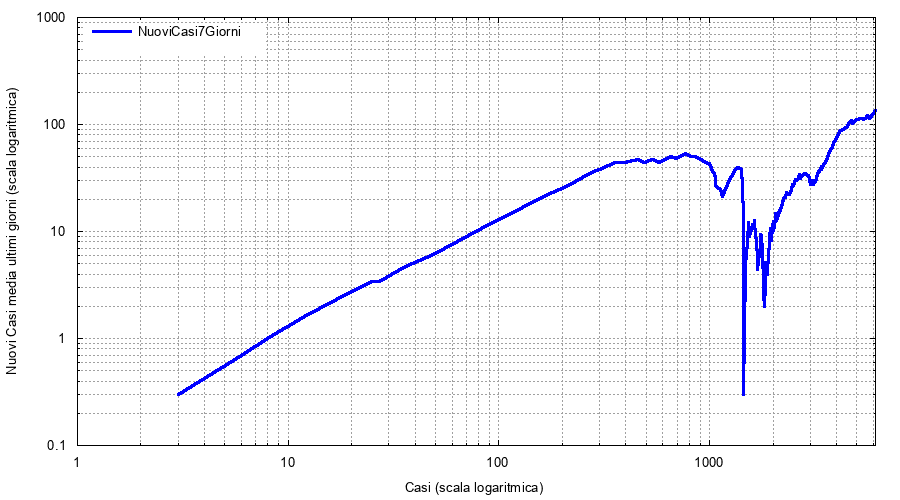 1000
NuoviCasi7Giorni
100
10
1
0.1
Nuovi Casi media ultimi giorni (scala logaritmica)
1 10 100 1000
Casi (scala logaritmica)